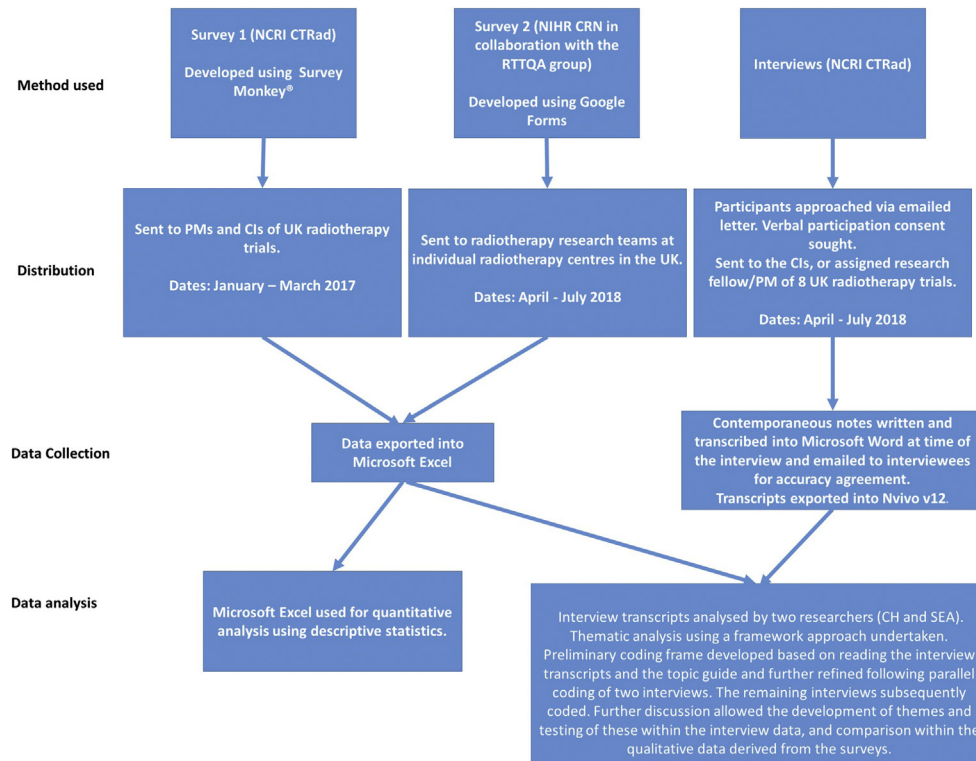 Method used
Survey 1 (NCRI CTRad)
Developed using Survey
Monkey®
Survey 2 (NIHR CRN in
collaboration with the
RTTQA group)
Developed using Google
Forms
Interviews (NCRI CTRad)
Distribution
Sent to PMs and CIs of UK radiotherapy
trials.
Dates: January – March 2017
Sent to radiotherapy research teams at
individual radiotherapy centres in the UK.
Dates: April - July 2018
Participants approached via emailed
letter. Verbal participation consent
sought.
Sent to the CIs, or assigned research
fellow/PM of 8 UK radiotherapy trials.
Dates: April - July 2018
Data Collection
Data exported into
Microsoft Excel
Contemporaneous notes written and
transcribed into Microsoft Word at time of
the interview and emailed to interviewees
for accuracy agreement.
Transcripts exported into Nvivo v12.
Data analysis
Microsoft Excel used for quantitative
analysis using descriptive statistics.
Interview transcripts analysed by two researchers (CH and SEA).
Thematic analysis using a framework approach undertaken.
Preliminary coding frame developed based on reading the interview
transcripts and the topic guide and further refined following parallel
coding of two interviews. The remaining interviews subsequently
coded. Further discussion allowed the development of themes and
testing of these within the interview data, and comparison within the
qualitative data derived from the surveys.